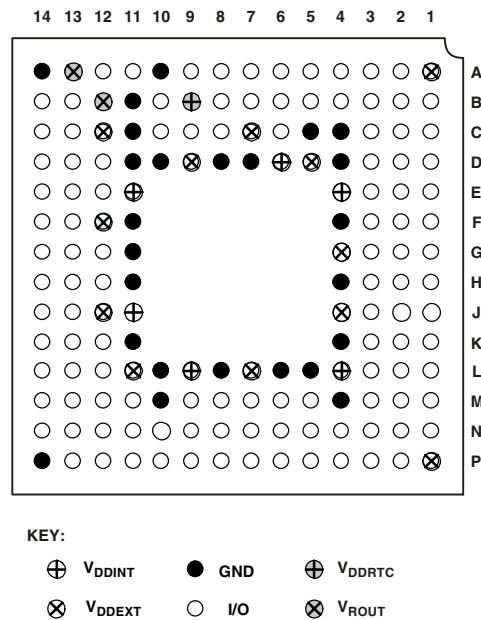 14 13 12 11 10 9 8 7 6 5 4 3 2 1
A
B
C
D
E
F
G
H
J
K
L
M
N
P
KEY:
VDDINT GND VDDRTC
VDDEXT I/O VROUT